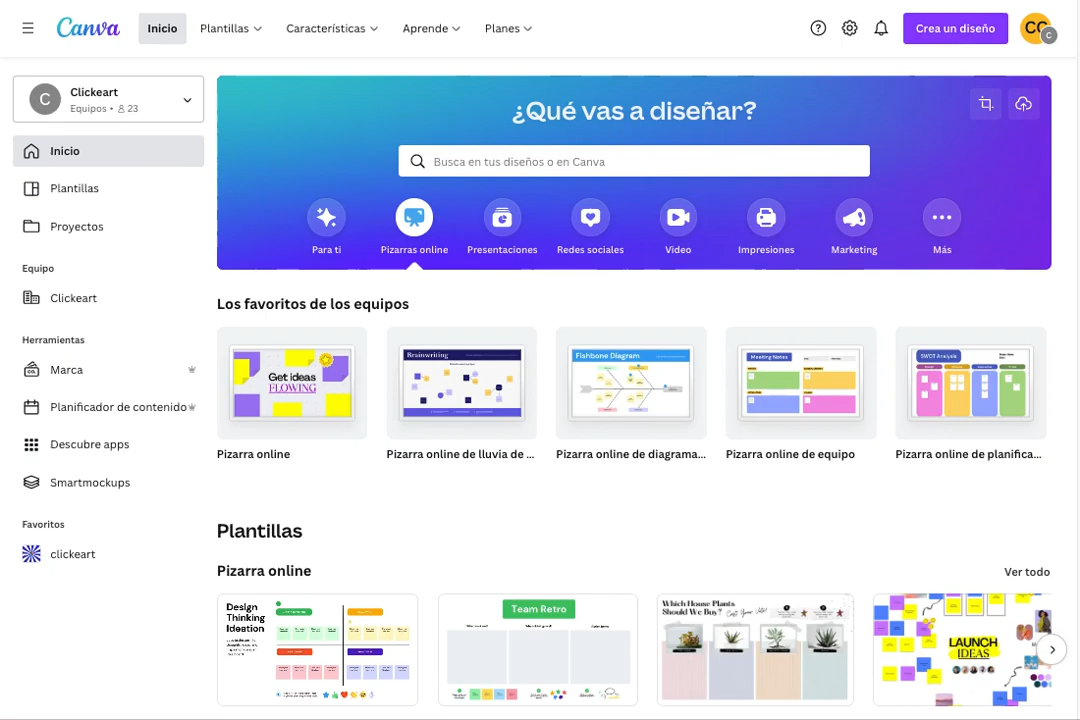 Canva
Inicio
Plantillas
Características
Aprende
Planes
Crea un diseño
CC
C
C
Clickeart
Equipos • 23
Inicio
Plantillas
Proyectos
Equipo
Clickeart
Herramientas
Marca
Planificador de contenido
Descubre apps
Smartmockups
Favoritos
clickeart
¿Qué vas a diseñar?
Busca en tus diseños o en Canva
Para ti
Pizarras online
Presentaciones
Redes sociales
Video
Impresiones
Marketing
Más
Los favoritos de los equipos
Get ideas
FLOWING
Brainwriting
Fishbone Diagram
Meeting Notes
SWOT Analysis
Pizarra online
Pizarra online de lluvia de ...
Pizarra online de diagrama...
Pizarra online de equipo
Pizarra online de planifica...
Plantillas
Pizarra online
Ver todo
Design
Thinking
Ideation
Team Retro
Which House Plants
Should We Buy?
Cast Your Vote!
LAUNCH
IDEAS